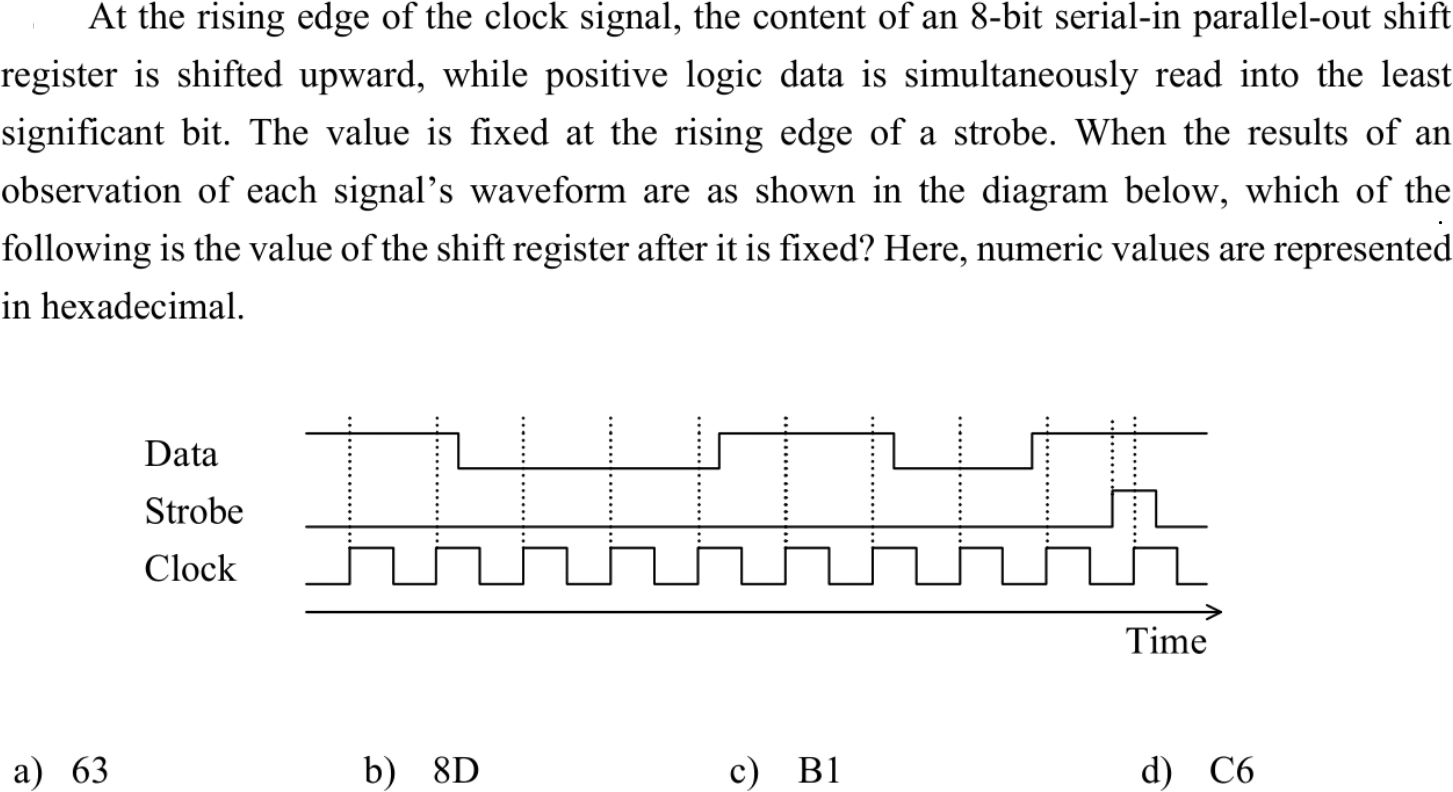 At the rising edge of the clock signal, the content of an 8-bit serial-in parallel-out shift
register is shifted upward, while positive logic data is simultaneously read into the least
significant bit. The value is fixed at the rising edge of a strobe. When the results of an
observation of each signal’s waveform are as shown in the diagram below, which of the
following is the value of the shift register after it is fixed? Here, numeric values are represented
in hexadecimal.
Data
Strobe
Clock
Time
a) 63 b) 8D c) B1 d) C6